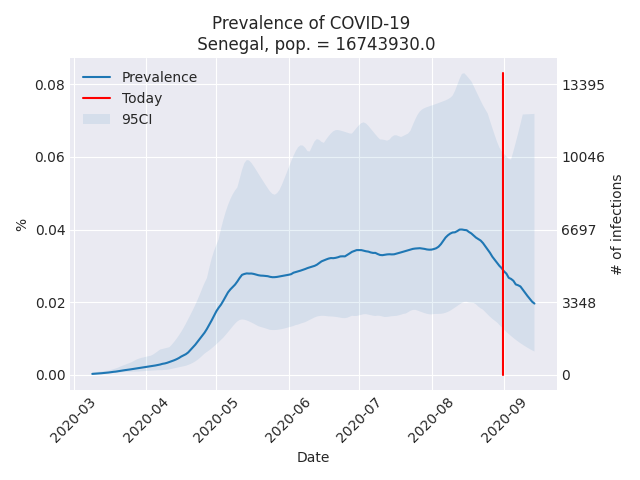 Prevalence of COVID-19
Senegal, pop. = 16743930.0
Prevalence
Today
95CI
0.08
0.06
0.04
0.02
0.00
%
13395
10046
6697
3348
0
# of infections
2020-03
2020-04
2020-05
2020-06
2020-07
2020-08
2020-09
Date